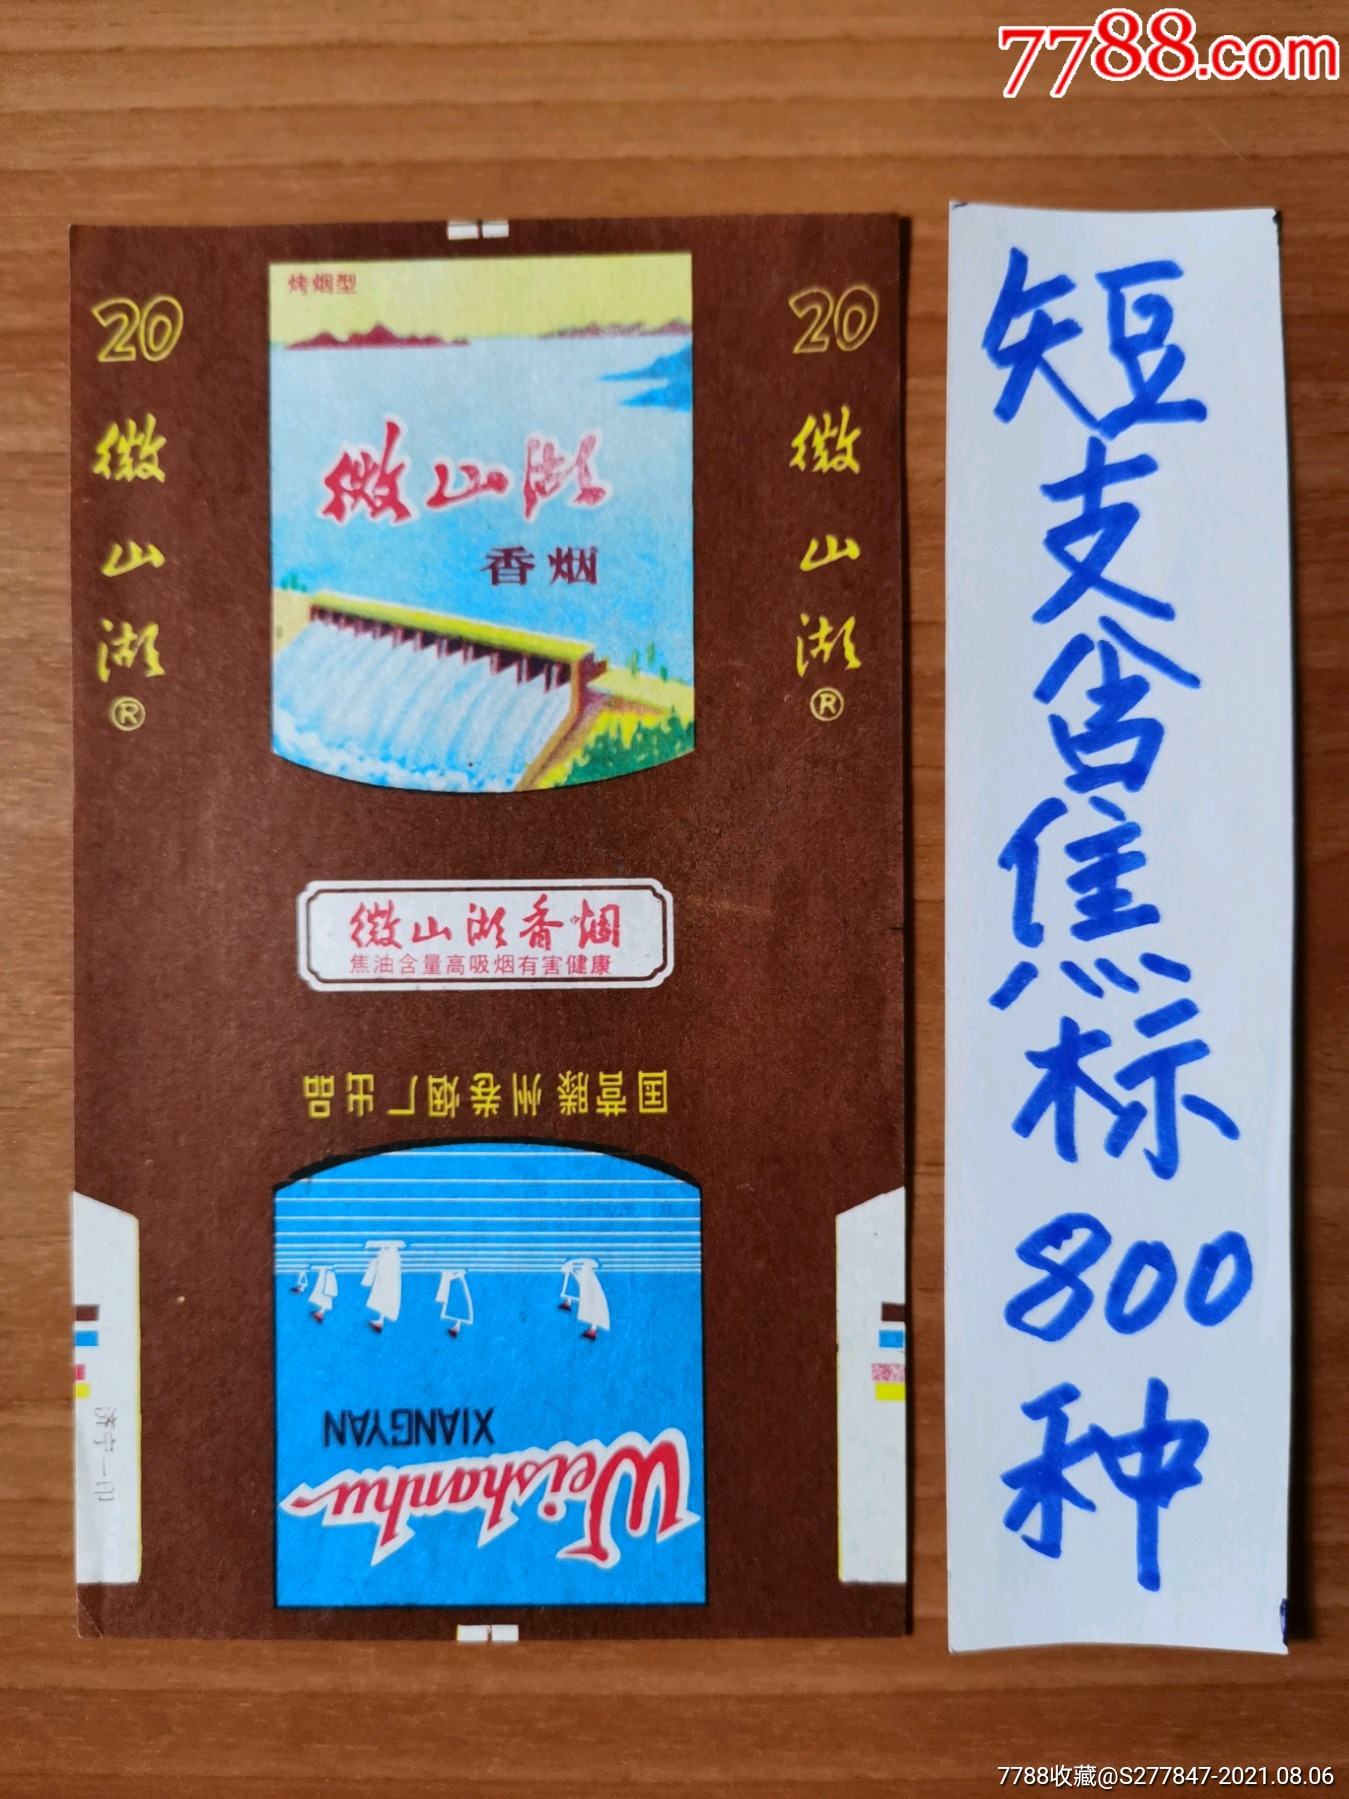 7788.com
烤烟型
20
微山湖®
微山湖
香烟
20
微山湖®
微山湖香烟
焦油含量高吸烟有害健康
国营滕州卷烟厂出品
Weishanhu
XIANGYAN
济宁一印
短支含焦标800种
7788收藏@S277847-2021.08.06